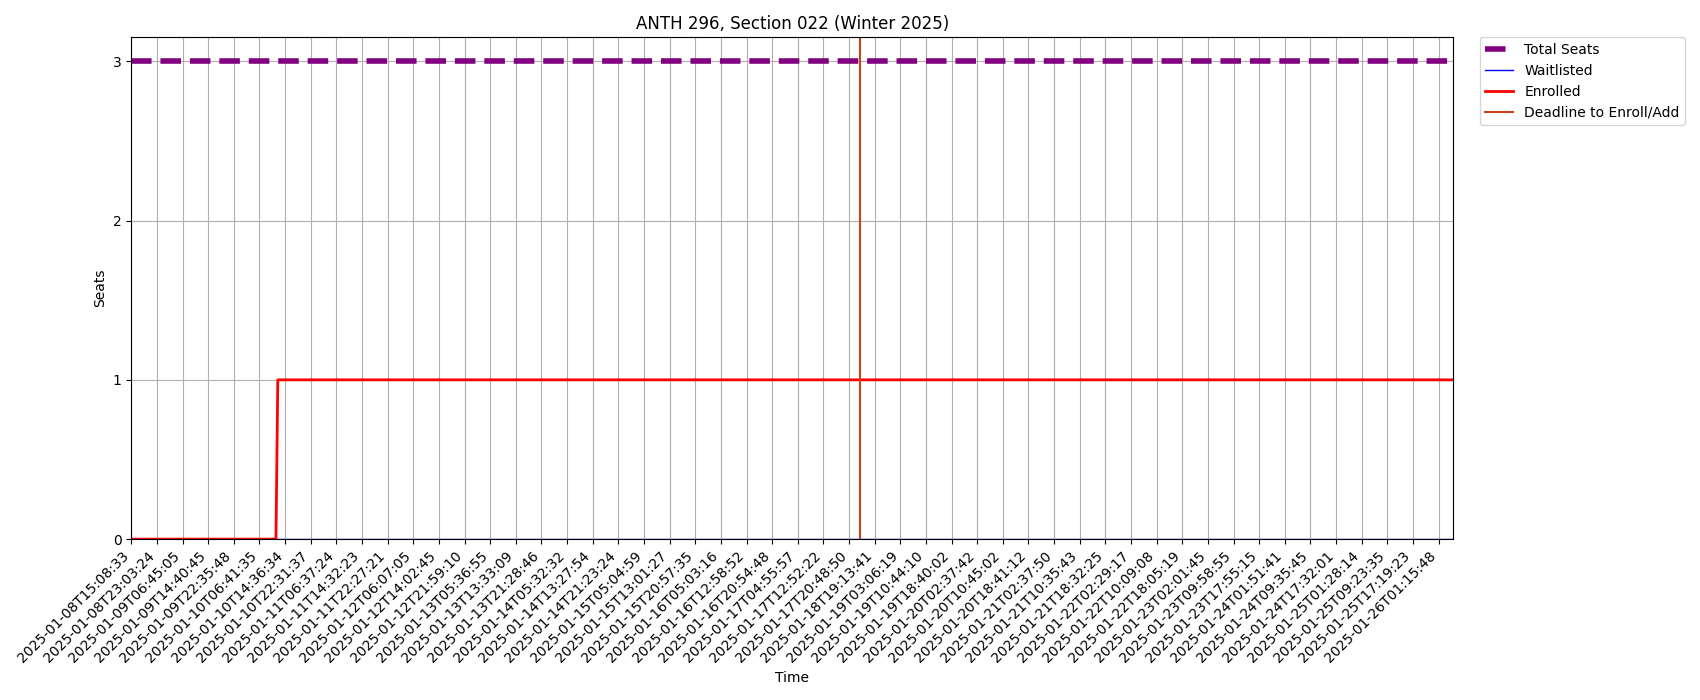 ANTH 296, Section 022 (Winter 2025)
Total Seats
Waitlisted
Enrolled
Deadline to Enroll/Add
Seats
3
2
1
0
2025-01-08T15:08:33
2025-01-08T23:03:24
2025-01-09T06:45:05
2025-01-09T14:40:45
2025-01-09T22:35:48
2025-01-10T06:41:35
2025-01-10T14:36:34
2025-01-10T22:31:37
2025-01-11T06:37:24
2025-01-11T14:32:23
2025-01-11T22:27:21
2025-01-12T06:07:05
2025-01-12T14:02:45
2025-01-12T21:59:10
2025-01-13T05:36:55
2025-01-13T13:33:09
2025-01-13T21:28:46
2025-01-14T05:32:32
2025-01-14T13:27:54
2025-01-14T21:23:24
2025-01-15T05:04:59
2025-01-15T13:01:27
2025-01-15T20:57:35
2025-01-16T05:03:16
2025-01-16T12:58:52
2025-01-16T20:54:48
2025-01-17T04:55:57
2025-01-17T12:52:22
2025-01-17T20:48:50
2025-01-18T19:13:41
2025-01-19T03:06:19
2025-01-19T10:44:10
2025-01-19T18:40:02
2025-01-20T02:37:42
2025-01-20T10:45:02
2025-01-20T18:41:12
2025-01-21T02:37:50
2025-01-21T10:35:43
2025-01-21T18:32:25
2025-01-22T02:29:17
2025-01-22T10:09:08
2025-01-22T18:05:19
2025-01-23T02:01:45
2025-01-23T09:58:55
2025-01-23T17:55:15
2025-01-24T01:51:41
2025-01-24T09:35:45
2025-01-24T17:32:01
2025-01-25T01:28:14
2025-01-25T09:23:35
2025-01-25T17:19:23
2025-01-26T01:15:48
Time